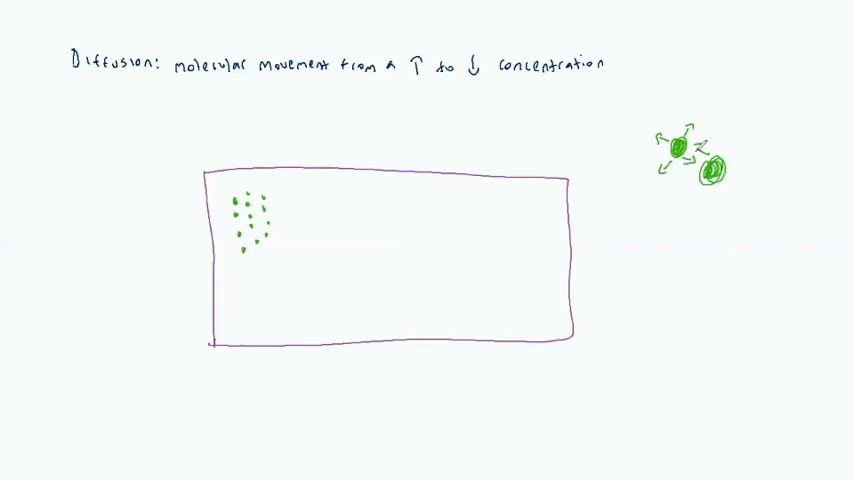 Diffusion: molecular movement from a ↑ to ↓ concentration